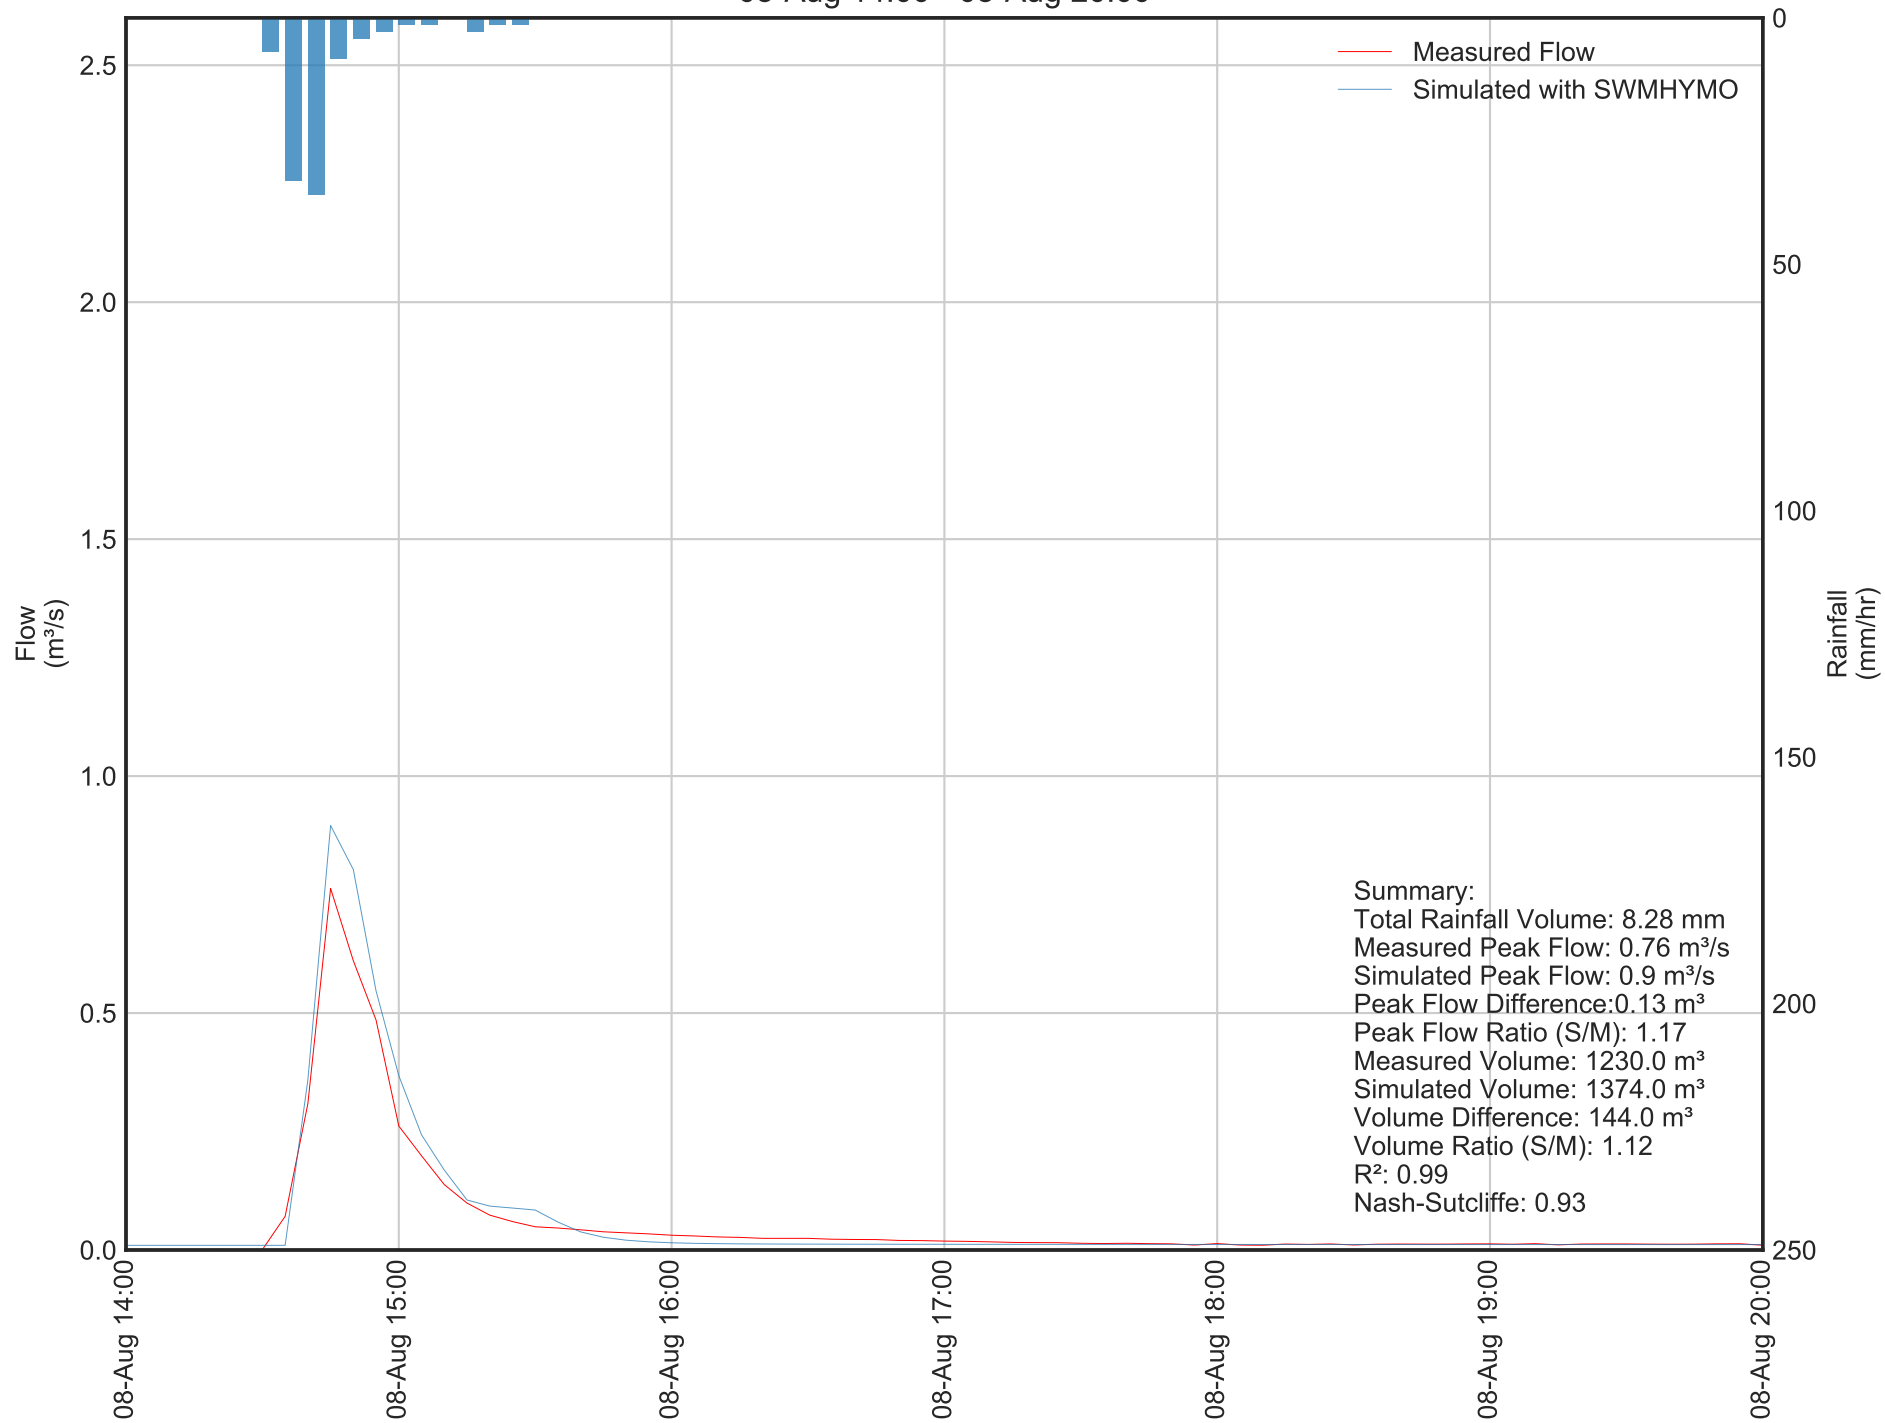 0
Measured Flow
Simulated with SWMHYMO
2.5
2.0
1.5
1.0
0.5
0.0
Flow
(m³/s)
50
100
150
200
250
Rainfall
(mm/hr)
Summary:
Total Rainfall Volume: 8.28 mm
Measured Peak Flow: 0.76 m³/s
Simulated Peak Flow: 0.9 m³/s
Peak Flow Difference:0.13 m³
Peak Flow Ratio (S/M): 1.17
Measured Volume: 1230.0 m³
Simulated Volume: 1374.0 m³
Volume Difference: 144.0 m³
Volume Ratio (S/M): 1.12
R²: 0.99
Nash-Sutcliffe: 0.93
08-Aug 14:00
08-Aug 15:00
08-Aug 16:00
08-Aug 17:00
08-Aug 18:00
08-Aug 19:00
08-Aug 20:00